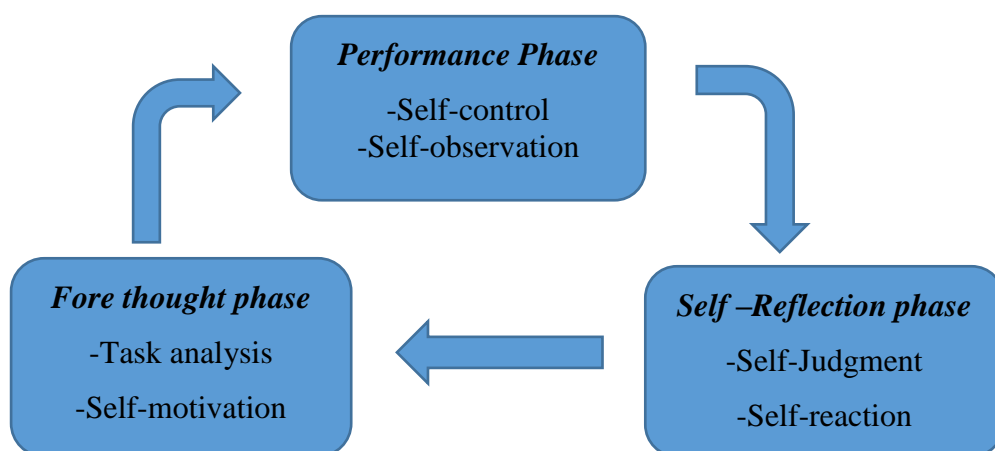 Performance Phase
-Self-control
-Self-observation
Fore thought phase
-Task analysis
-Self-motivation
Self –Reflection phase
-Self-Judgment
-Self-reaction